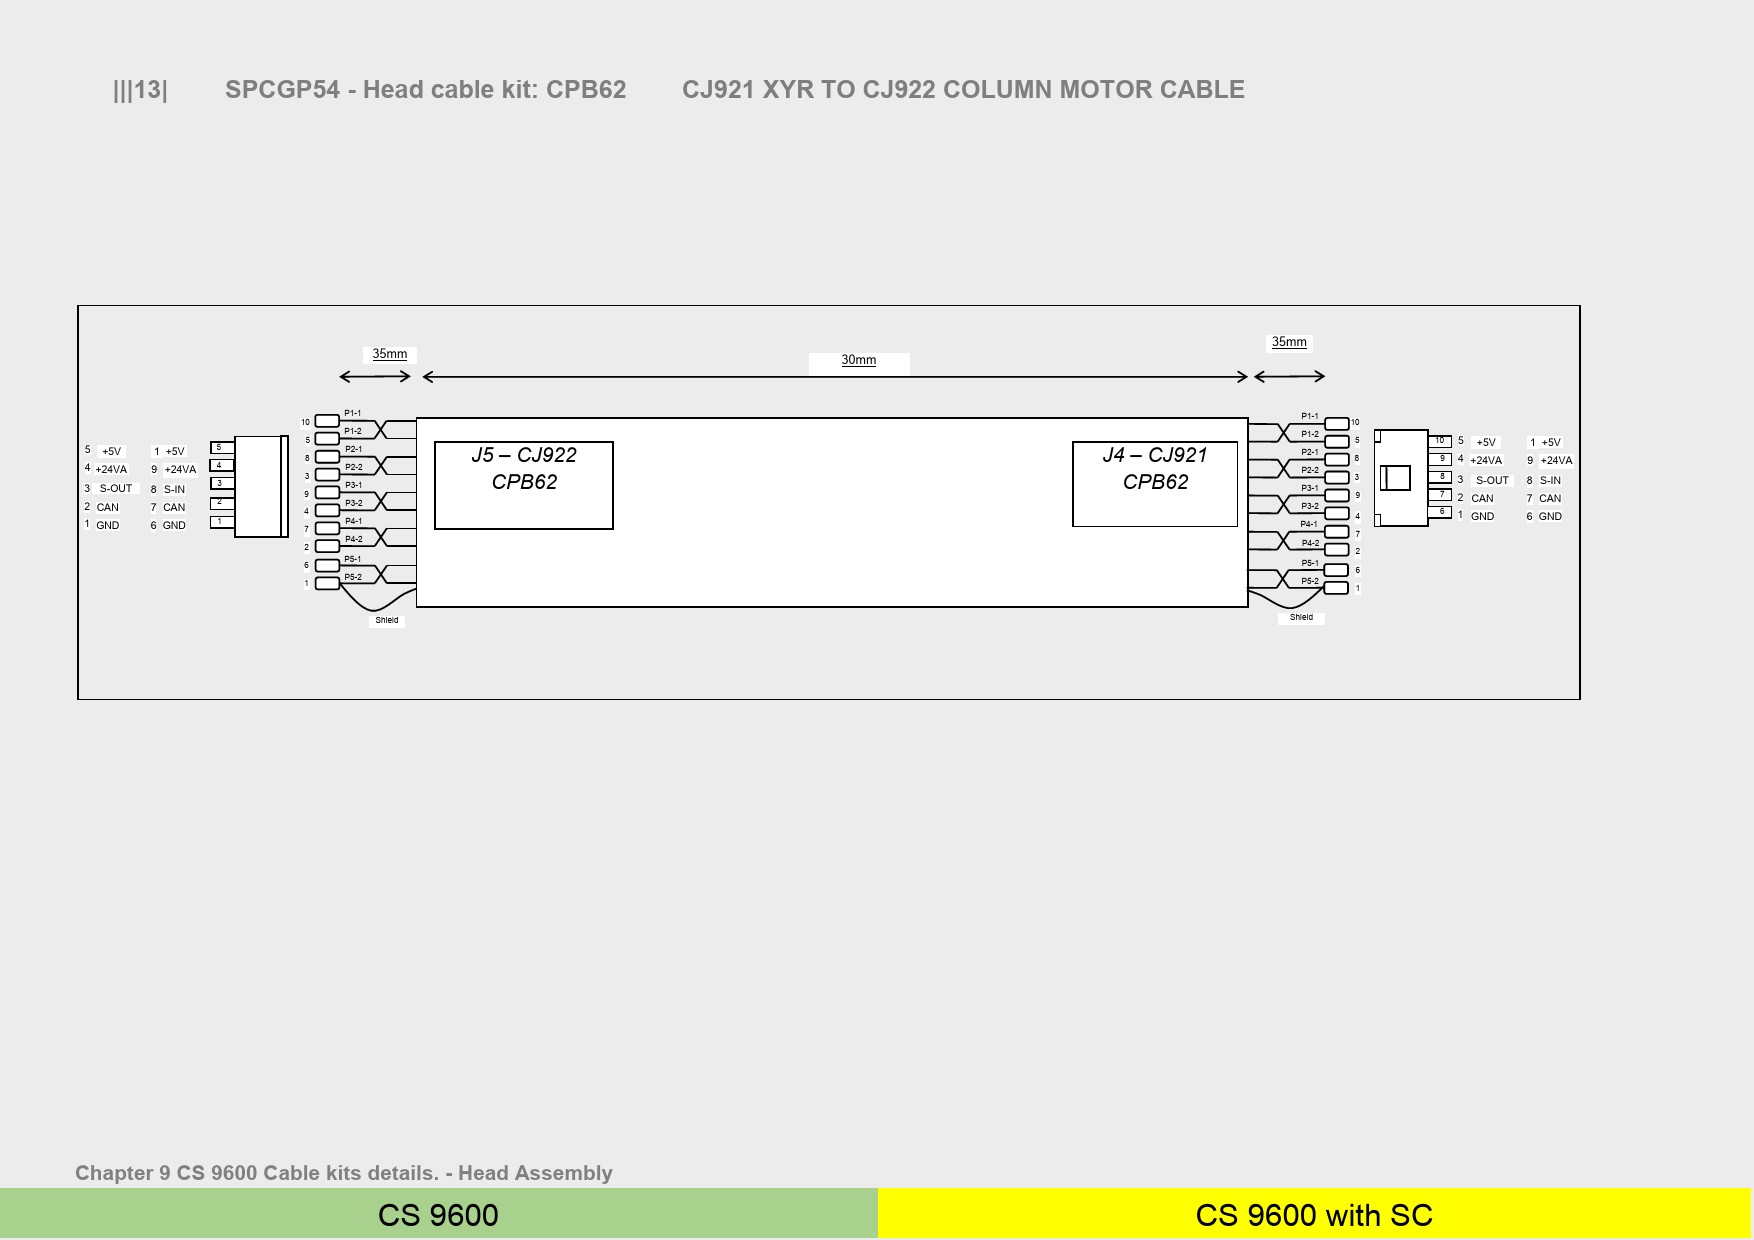 |||13| SPCGP54 - Head cable kit: CPB62 CJ921 XYR TO CJ922 COLUMN MOTOR CABLE
35mm
30mm
35mm
5 +5V 1 +5V
4 +24VA 9 +24VA
3 S-OUT 8 S-IN
2 CAN 7 CAN
1 GND 6 GND
5
4
3
2
1
10 P1-1
5 P1-2
8 P2-1
3 P2-2
9 P3-1
4 P3-2
7 P4-1
2 P4-2
6 P5-1
1 P5-2
Shield
J5 – CJ922
CPB62
J4 – CJ921
CPB62
P1-1 10
P1-2 5
P2-1 8
P2-2 3
P3-1 9
P3-2 4
P4-1 7
P4-2 2
P5-1 6
P5-2 1
Shield
10
9
8
7
6
5 +5V 1 +5V
4 +24VA 9 +24VA
3 S-OUT 8 S-IN
2 CAN 7 CAN
1 GND 6 GND
Chapter 9 CS 9600 Cable kits details. - Head Assembly
CS 9600
CS 9600 with SC